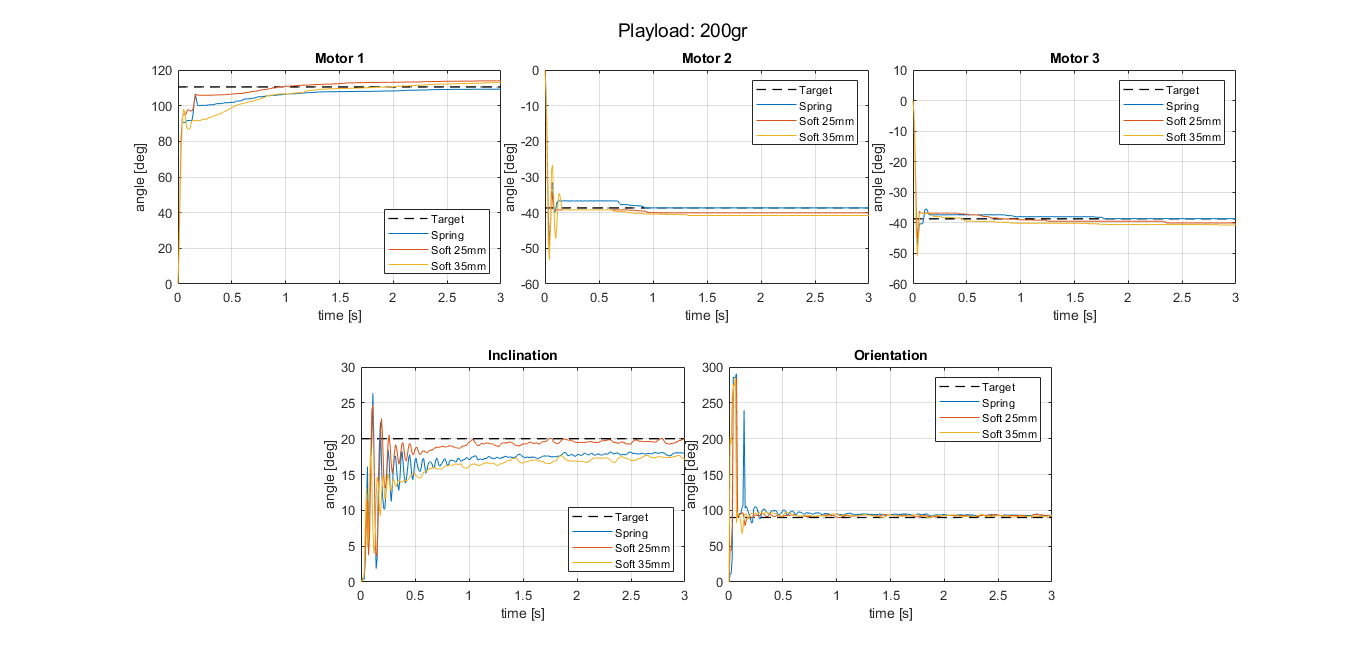 Playload: 200gr
Motor 1
120
100
80
60
40
20
0
angle [deg]
0 0.5 1 1.5 2 2.5 3
time [s]
Target
Spring
Soft 25mm
Soft 35mm
Motor 2
0
-10
-20
-30
-40
-50
-60
angle [deg]
0 0.5 1 1.5 2 2.5 3
time [s]
Target
Spring
Soft 25mm
Soft 35mm
Motor 3
10
0
-10
-20
-30
-40
-50
-60
angle [deg]
0 0.5 1 1.5 2 2.5 3
time [s]
Target
Spring
Soft 25mm
Soft 35mm
Inclination
30
25
20
15
10
5
0
angle [deg]
0 0.5 1 1.5 2 2.5 3
time [s]
Target
Spring
Soft 25mm
Soft 35mm
Orientation
300
250
200
150
100
50
0
angle [deg]
0 0.5 1 1.5 2 2.5 3
time [s]
Target
Spring
Soft 25mm
Soft 35mm